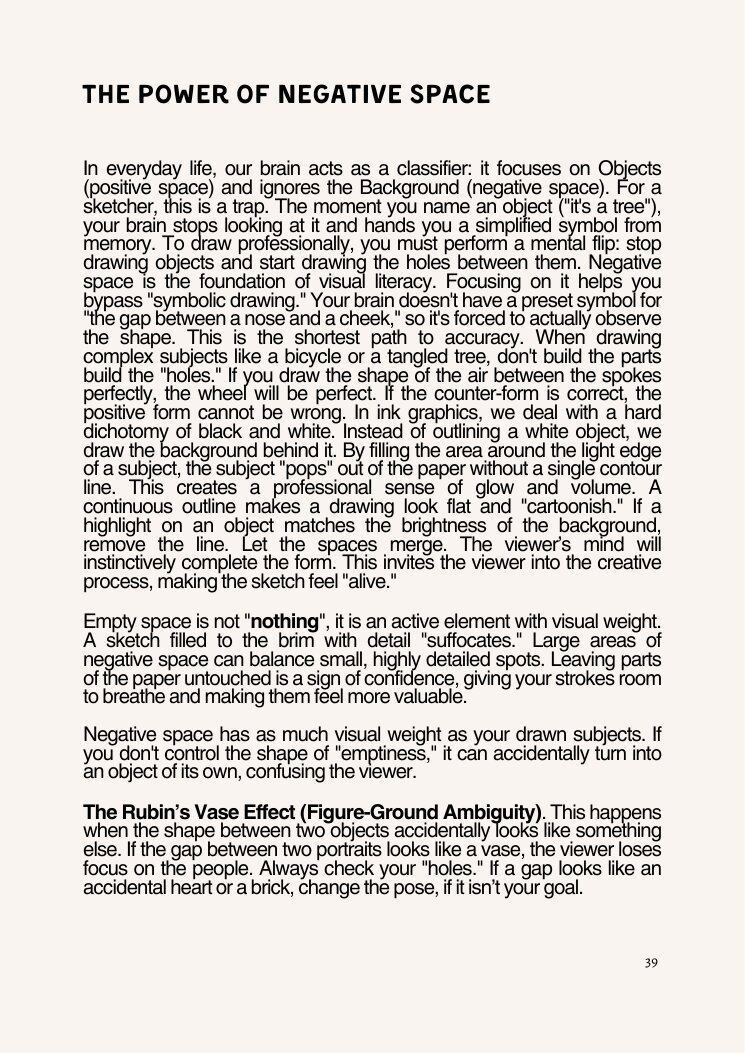 THE POWER OF NEGATIVE SPACE
In everyday life, our brain acts as a classifier: it focuses on Objects
(positive space) and ignores the Background (negative space). For a
sketcher, this is a trap. The moment you name an object ("it's a tree"),
your brain stops looking at it and hands you a simplified symbol from
memory. To draw professionally, you must perform a mental flip: stop
drawing objects and start drawing the holes between them. Negative
space is the foundation of visual literacy. Focusing on it helps you
bypass "symbolic drawing." Your brain doesn't have a preset symbol for
"the gap between a nose and a cheek," so it's forced to actually observe
the shape. This is the shortest path to accuracy. When drawing
complex subjects like a bicycle or a tangled tree, don't build the parts
build the "holes." If you draw the shape of the air between the spokes
perfectly, the wheel will be perfect. If the counter-form is correct, the
positive form cannot be wrong. In ink graphics, we deal with a hard
dichotomy of black and white. Instead of outlining a white object, we
draw the background behind it. By filling the area around the light edge
of a subject, the subject "pops" out of the paper without a single contour
line. This creates a professional sense of glow and volume. A
continuous outline makes a drawing look flat and "cartoonish." If a
highlight on an object matches the brightness of the background,
remove the line. Let the spaces merge. The viewer's mind will
instinctively complete the form. This invites the viewer into the creative
process, making the sketch feel "alive."
Empty space is not "nothing", it is an active element with visual weight.
A sketch filled to the brim with detail "suffocates." Large areas of
negative space can balance small, highly detailed spots. Leaving parts
of the paper untouched is a sign of confidence, giving your strokes room
to breathe and making them feel more valuable.
Negative space has as much visual weight as your drawn subjects. If
you don't control the shape of "emptiness," it can accidentally turn into
an object of its own, confusing the viewer.
The Rubin’s Vase Effect (Figure-Ground Ambiguity). This happens
when the shape between two objects accidentally looks like something
else. If the gap between two portraits looks like a vase, the viewer loses
focus on the people. Always check your "holes." If a gap looks like an
accidental heart or a brick, change the pose, if it isn’t your goal.
39